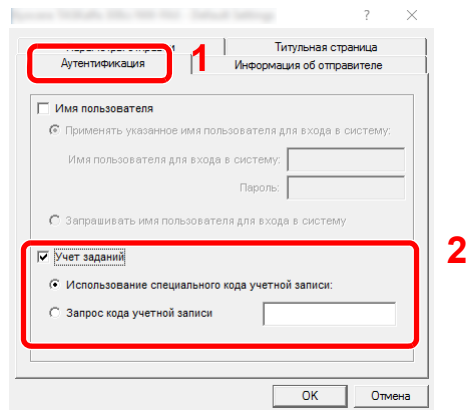 ? ×
Титульная страница
Аутентификация
1
Информация об отправителе
Имя пользователя
Применять указанное имя пользователя для входа в систему:
Имя пользователя для входа в систему:
Пароль:
Запрашивать имя пользователя для входа в систему
2
Учет заданий
Использование специального кода учетной записи:
Запрос кода учетной записи
OK
Отмена